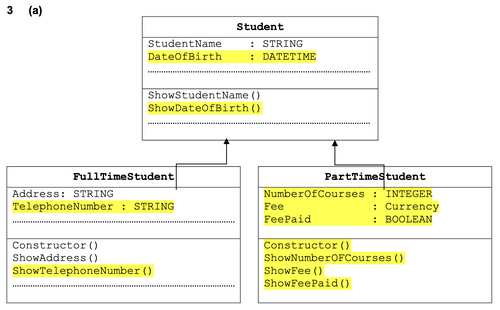 3 (a)
Student
StudentName : STRING
DateOfBirth : DATETIME
ShowStudentName()
ShowDateOfBirth()
FullTimeStudent
Address: STRING
TelephoneNumber : STRING
Constructor()
ShowAddress()
ShowTelephoneNumber()
PartTimeStudent
NumberOfCourses : INTEGER
Fee : Currency
FeePaid : BOOLEAN
Constructor()
ShowNumberOFCourses()
ShowFee()
ShowFeePaid()